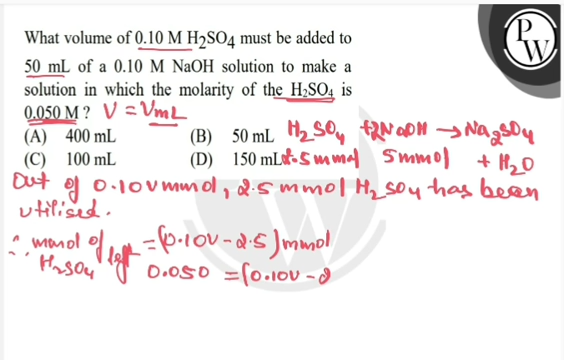 What volume of 0.10 M H₂SO₄ must be added to
50 mL of a 0.10 M NaOH solution to make a
solution in which the molarity of the H₂SO₄ is
0.050 M? V = V mL
(A) 400 mL (B) 50 mL H₂SO₄ + 2NaOH → Na₂SO₄
(C) 100 mL (D) 150 mL 2.5 mmol 5 mmol + H₂O
Out of 0.10V mmol, 2.5 mmol H₂SO₄ has been
utilised.
∴ mmol of H₂SO₄ left = (0.10V - 2.5) mmol
0.050 = (0.10V - 2
P
W